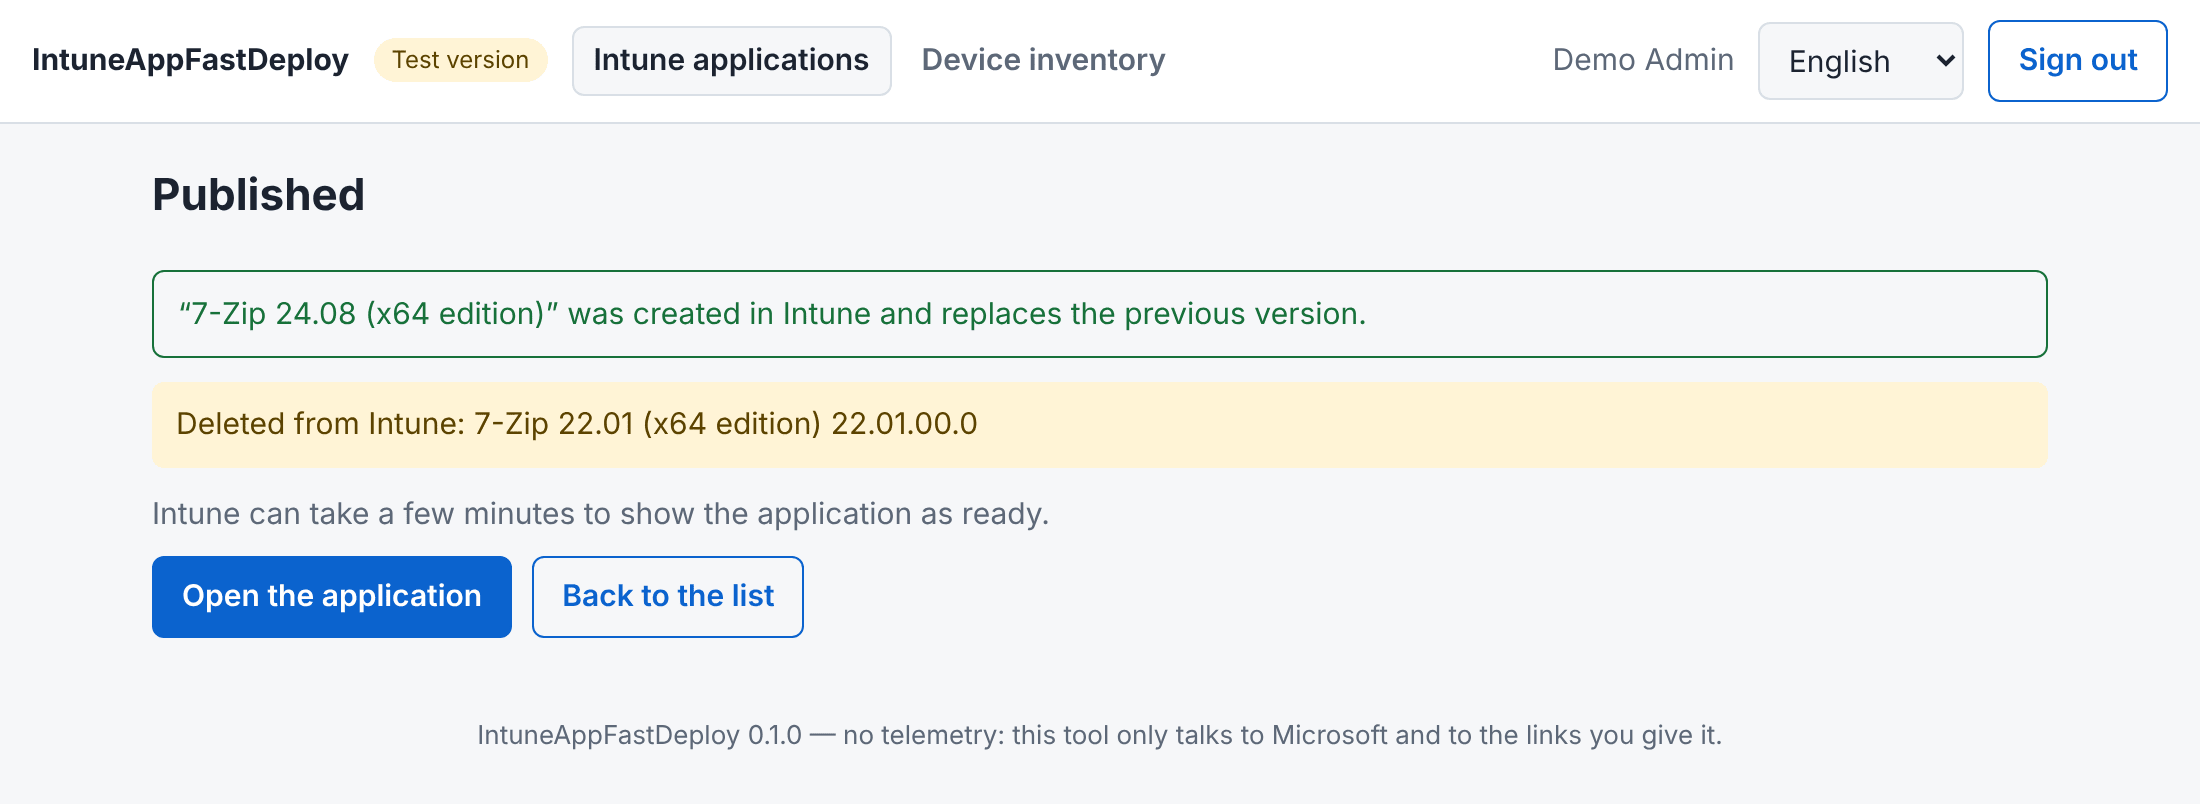 IntuneAppFastDeploy Test version Intune applications Device inventory Demo Admin English Sign out
Published
“7-Zip 24.08 (x64 edition)” was created in Intune and replaces the previous version.
Deleted from Intune: 7-Zip 22.01 (x64 edition) 22.01.00.0
Intune can take a few minutes to show the application as ready.
Open the application Back to the list
IntuneAppFastDeploy 0.1.0 — no telemetry: this tool only talks to Microsoft and to the links you give it.